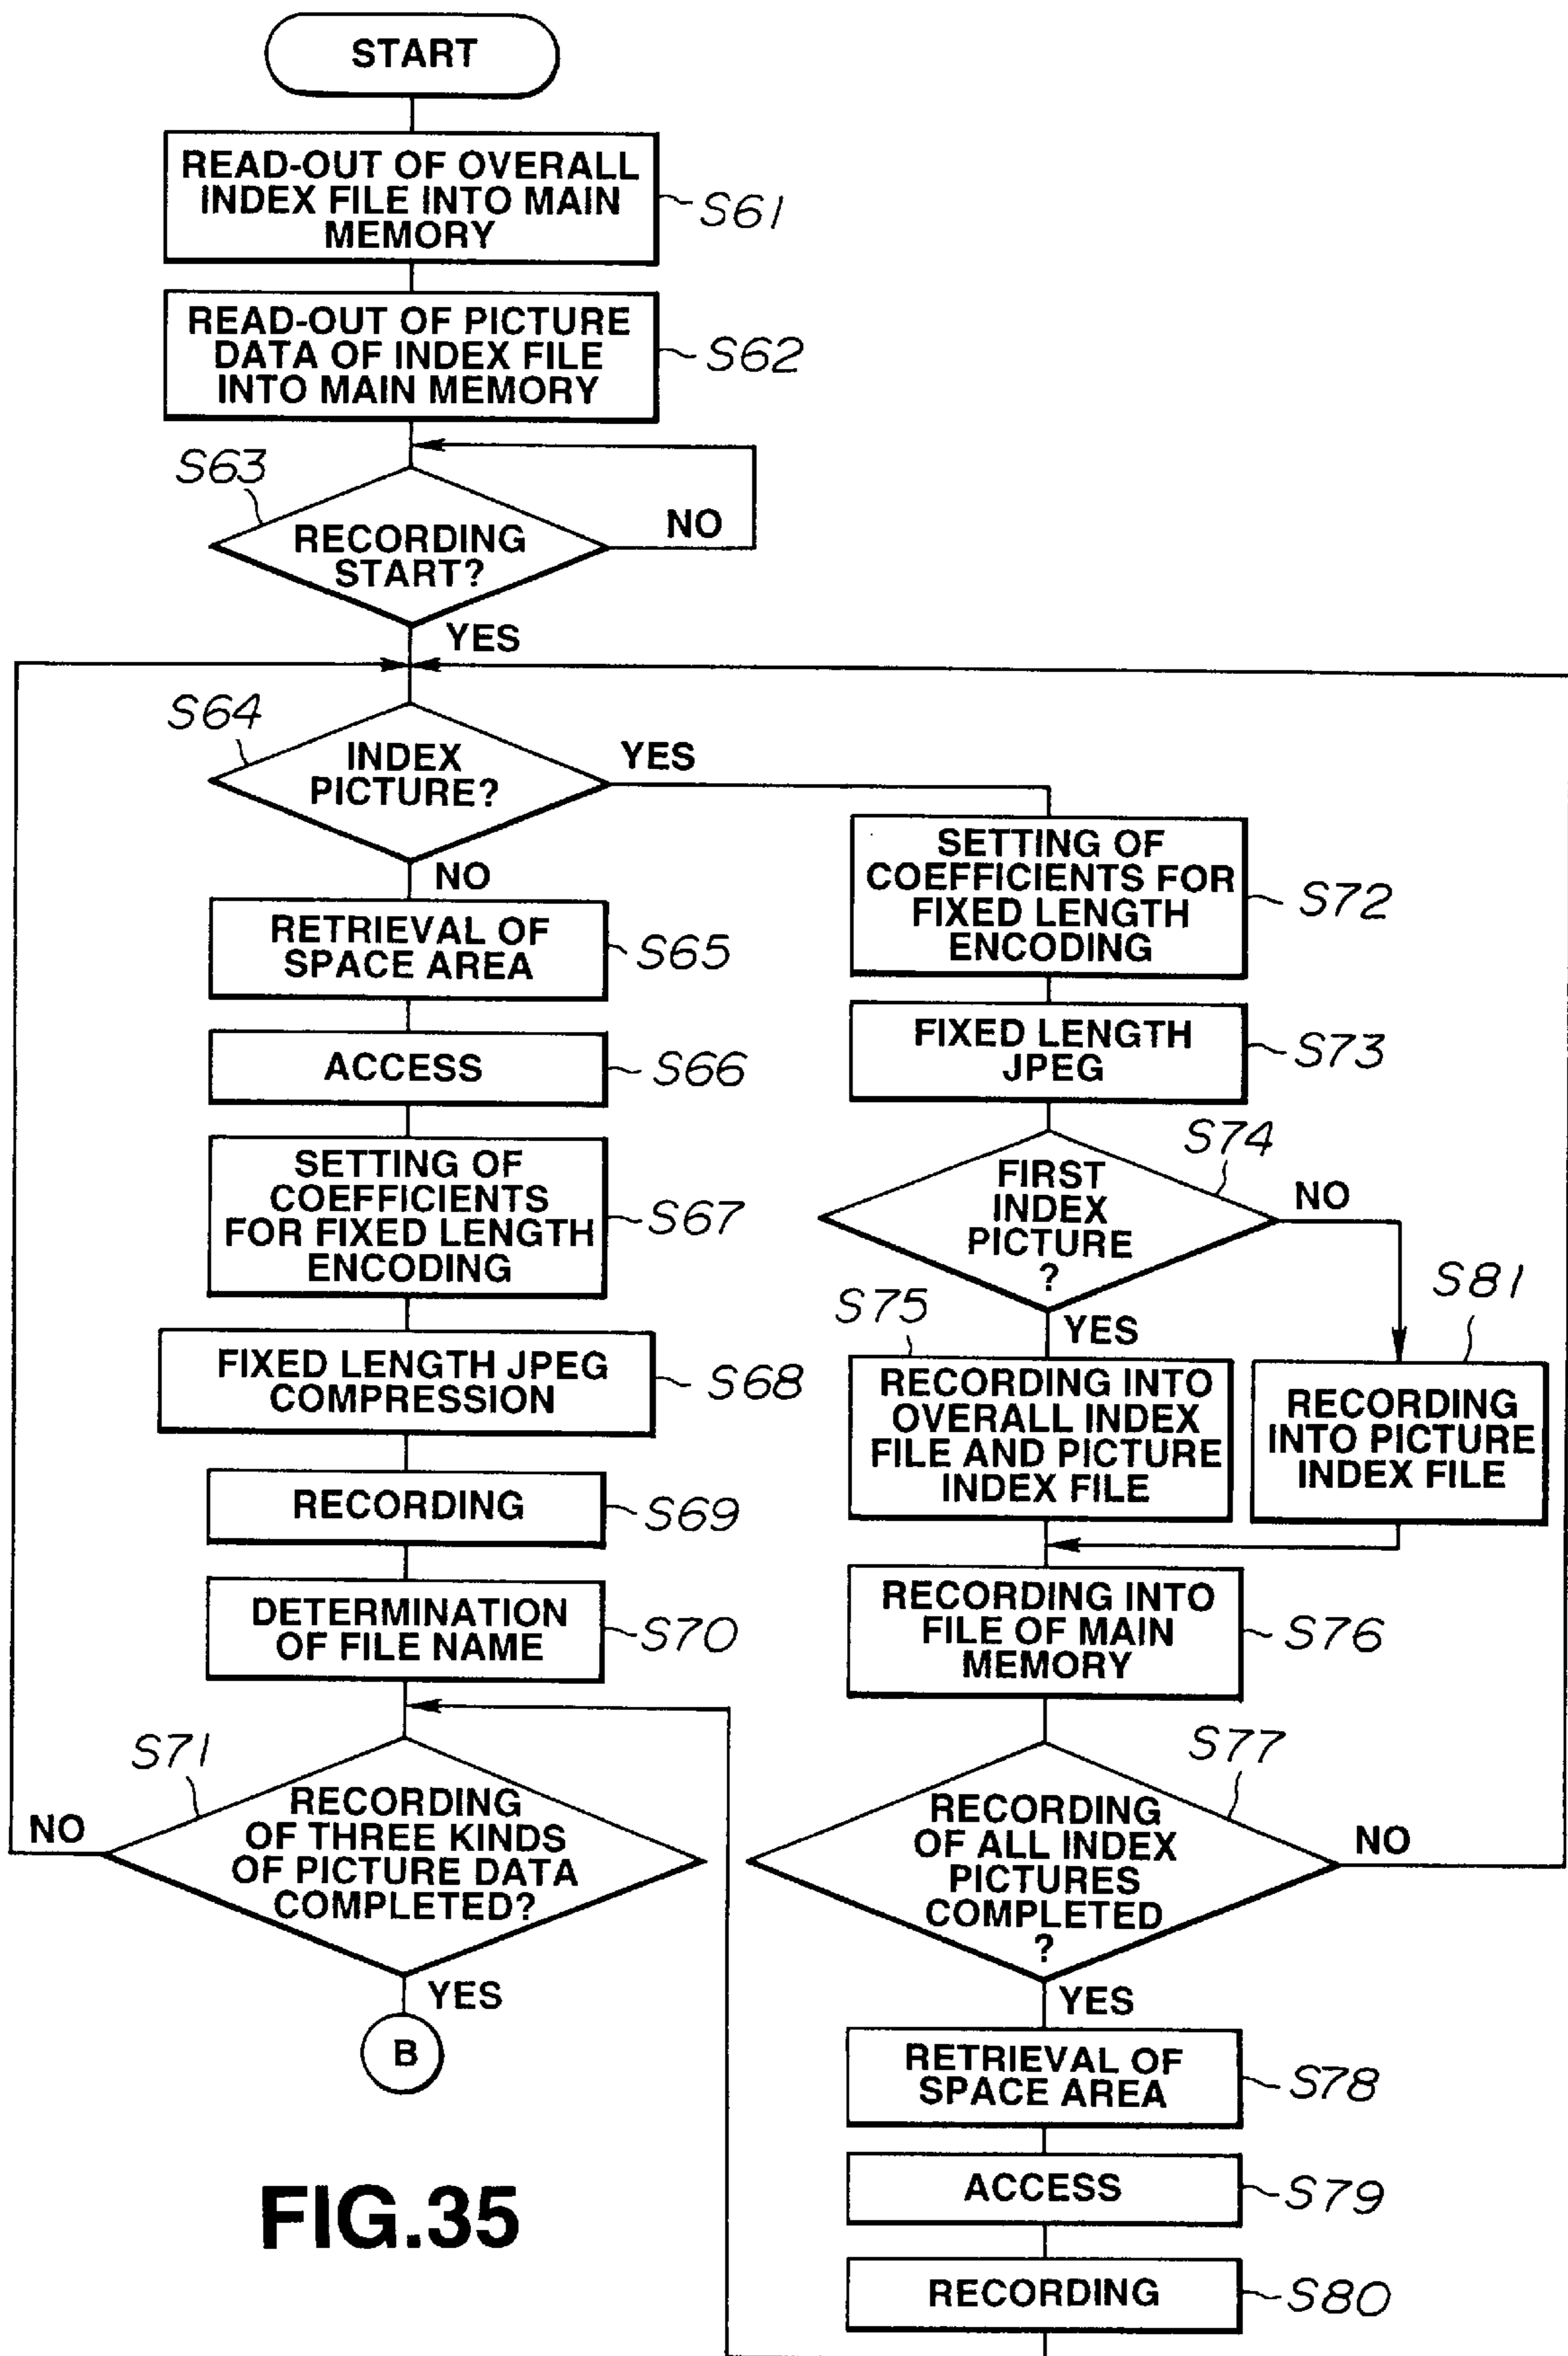 START
READ-OUT OF OVERALL
INDEX FILE INTO MAIN
MEMORY
S61
READ-OUT OF PICTURE
DATA OF INDEX FILE
INTO MAIN MEMORY
S62
S63
RECORDING
START?
NO
YES
S64
INDEX
PICTURE?
YES
NO
RETRIEVAL OF
SPACE AREA
S65
ACCESS
S66
SETTING OF
COEFFICIENTS
FOR FIXED LENGTH
ENCODING
S67
FIXED LENGTH JPEG
COMPRESSION
S68
RECORDING
S69
DETERMINATION
OF FILE NAME
S70
S71
RECORDING
OF THREE KINDS
OF PICTURE DATA
COMPLETED?
NO
YES
B
SETTING OF
COEFFICIENTS FOR
FIXED LENGTH
ENCODING
S72
FIXED LENGTH
JPEG
S73
S74
FIRST
INDEX
PICTURE
?
NO
YES
S75
RECORDING INTO
OVERALL INDEX
FILE AND PICTURE
INDEX FILE
S81
RECORDING
INTO PICTURE
INDEX FILE
RECORDING INTO
FILE OF MAIN
MEMORY
S76
S77
RECORDING
OF ALL INDEX
PICTURES
COMPLETED
?
NO
YES
RETRIEVAL OF
SPACE AREA
S78
ACCESS
S79
RECORDING
S80
FIG.35